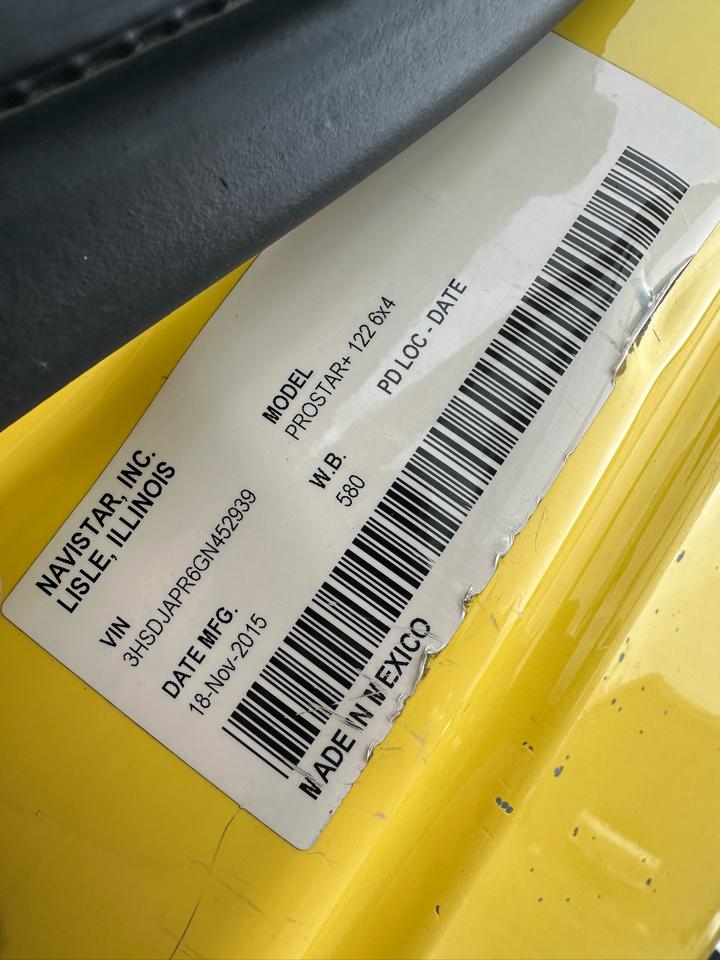 NAVISTAR, INC.
LISLE, ILLINOIS
VIN
3HSDJAPR6GN452939
MODEL
PROSTAR+ 122 6x4
DATE MFG.
18-Nov-2015
W.B.
580
PD LOC - DATE
MADE IN MEXICO